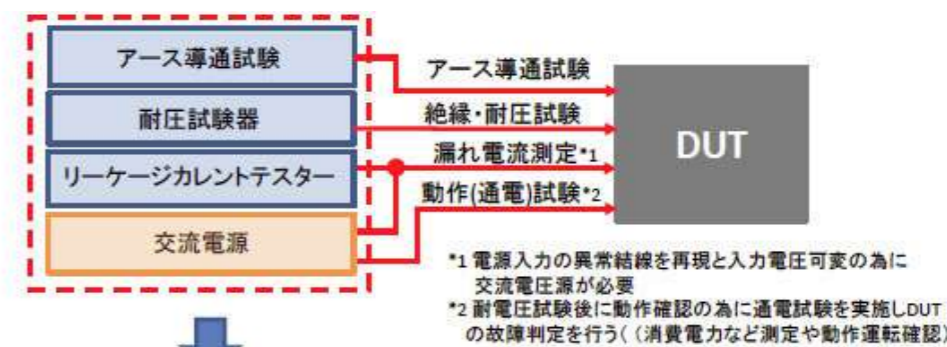 アース導通試験
耐圧試験器
リーケージカレントテスター
交流電源
アース導通試験
絶縁・耐圧試験
漏れ電流測定*1
動作(通電)試験*2
DUT
*1 電源入力の異常結線を再現と入力電圧可変の為に
交流電圧源が必要
*2 耐電圧試験後に動作確認の為に通電試験を実施しDUT
の故障判定を行う( (消費電力など測定や動作運転確認)